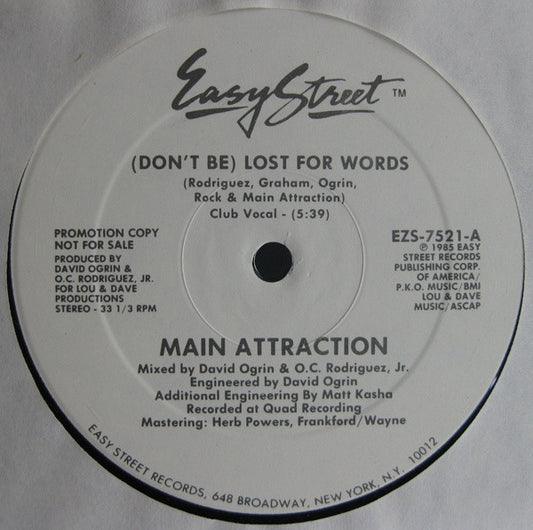 Easy Street ™
(DON'T BE) LOST FOR WORDS
(Rodriguez, Graham, Ogrin,
Rock & Main Attraction)
Club Vocal - (5:39)
PROMOTION COPY
NOT FOR SALE
PRODUCED BY
DAVID OGRIN &
O.C. RODRIGUEZ, JR.
FOR LOU & DAVE
PRODUCTIONS
STEREO - 33 1/3 RPM
EZS-7521-A
℗ 1985 EASY
STREET RECORDS
PUBLISHING CORP.
OF AMERICA/
P.K.O. MUSIC/BMI
LOU & DAVE
MUSIC/ASCAP
MAIN ATTRACTION
Mixed by David Ogrin & O.C. Rodriguez, Jr.
Engineered by David Ogrin
Additional Engineering By Matt Kasha
Recorded at Quad Recording
Mastering: Herb Powers, Frankford/Wayne
EASY STREET RECORDS, 648 BROADWAY, NEW YORK, N.Y. 10012